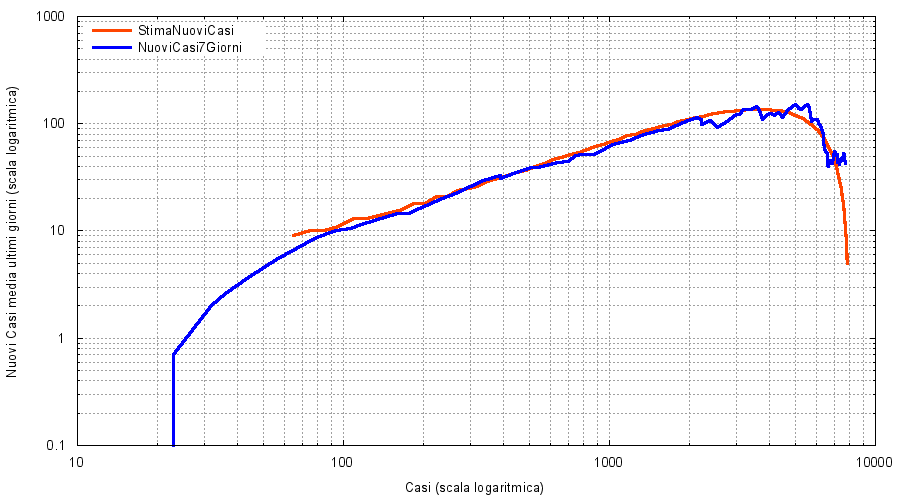 1000
100
10
1
0.1
StimaNuoviCasi
NuoviCasi7Giorni
Nuovi Casi media ultimi giorni (scala logaritmica)
10 100 1000 10000
Casi (scala logaritmica)